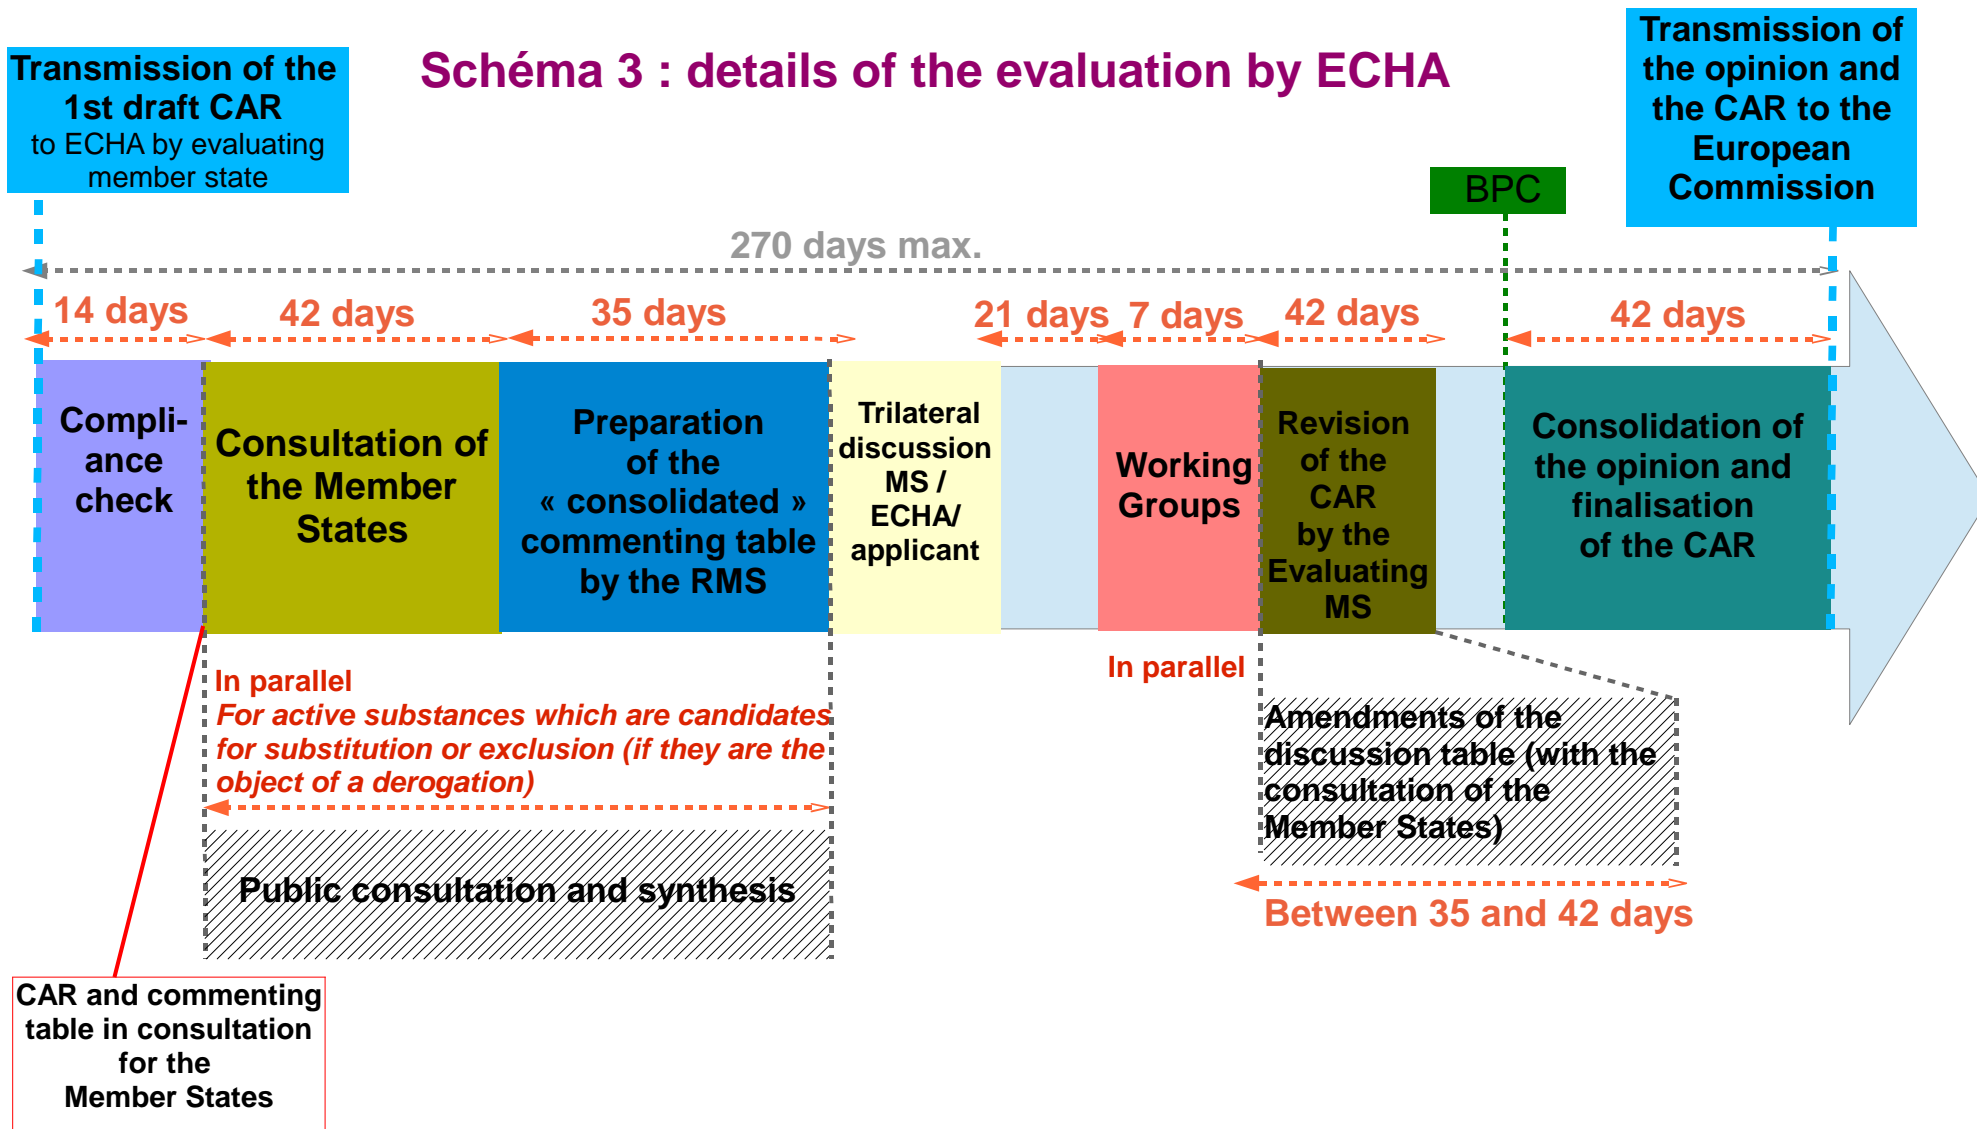 Schéma 3 : details of the evaluation by ECHA
Transmission of the
1st draft CAR
to ECHA by evaluating
member state
Transmission of
the opinion and
the CAR to the
European
Commission
BPC
270 days max.
14 days
42 days
35 days
21 days
7 days
42 days
42 days
Compli-
ance
check
Consultation of
the Member
States
Preparation
of the
« consolidated »
commenting table
by the RMS
Trilateral
discussion
MS /
ECHA/
applicant
Working
Groups
Revision
of the
CAR
by the
Evaluating
MS
Consolidation of
the opinion and
finalisation
of the CAR
In parallel
For active substances which are candidates
for substitution or exclusion (if they are the
object of a derogation)
Public consultation and synthesis
In parallel
Amendments of the
discussion table (with the
consultation of the
Member States)
Between 35 and 42 days
CAR and commenting
table in consultation
for the
Member States